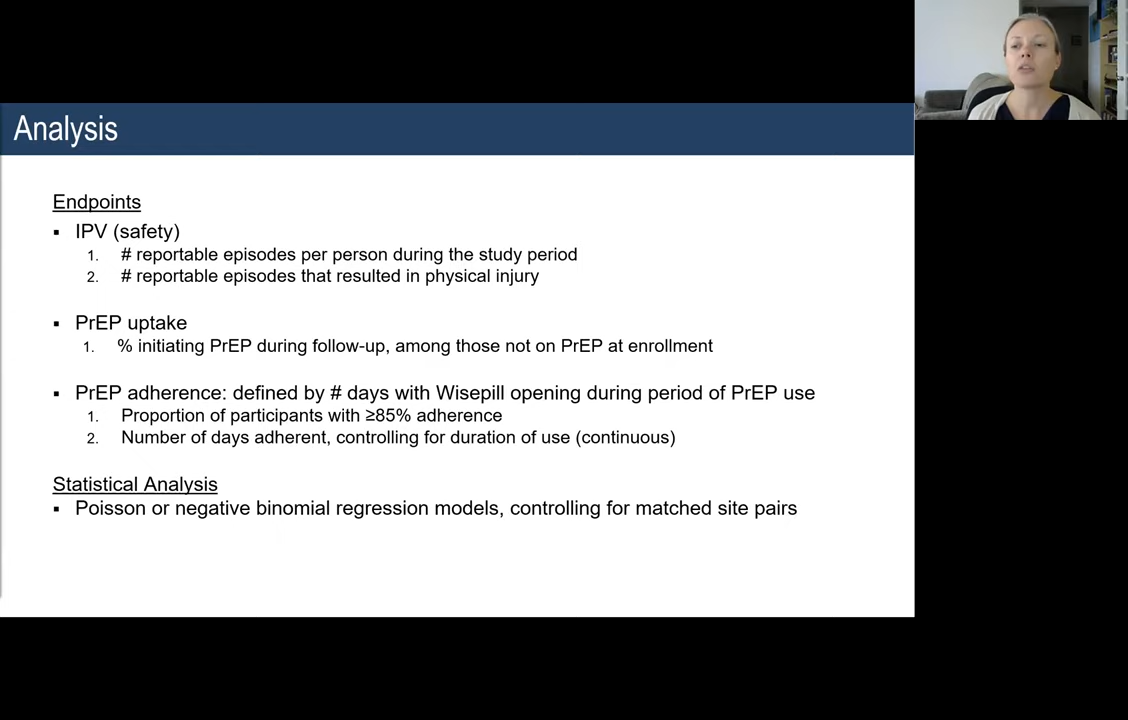 Analysis
Endpoints
▪ IPV (safety)
1. # reportable episodes per person during the study period
2. # reportable episodes that resulted in physical injury
▪ PrEP uptake
1. % initiating PrEP during follow-up, among those not on PrEP at enrollment
▪ PrEP adherence: defined by # days with Wisepill opening during period of PrEP use
1. Proportion of participants with ≥85% adherence
2. Number of days adherent, controlling for duration of use (continuous)
Statistical Analysis
▪ Poisson or negative binomial regression models, controlling for matched site pairs